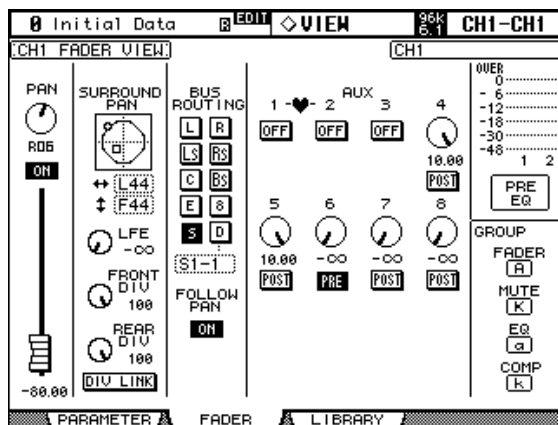 0 Initial Data R EDIT ◇VIEW 96k 6.1 CH1-CH1
CH1 FADER VIEW
CH1
PAN
R06
ON
-80.00
SURROUND
PAN
↔ L44
↕ F44
LFE
-∞
FRONT
DIV
100
REAR
DIV
100
DIV LINK
BUS
ROUTING
L R
LS RS
C BS
E 8
S D
S1-1
FOLLOW
PAN
ON
AUX
1 -♥- 2 3 4
OFF OFF OFF
10.00
POST
5 6 7 8
10.00 -∞ -∞ -∞
POST PRE POST POST
OVER
0
- 6
-12
-18
-30
-48
1 2
PRE
EQ
GROUP
FADER
A
MUTE
K
EQ
a
COMP
k
PARAMETER FADER LIBRARY